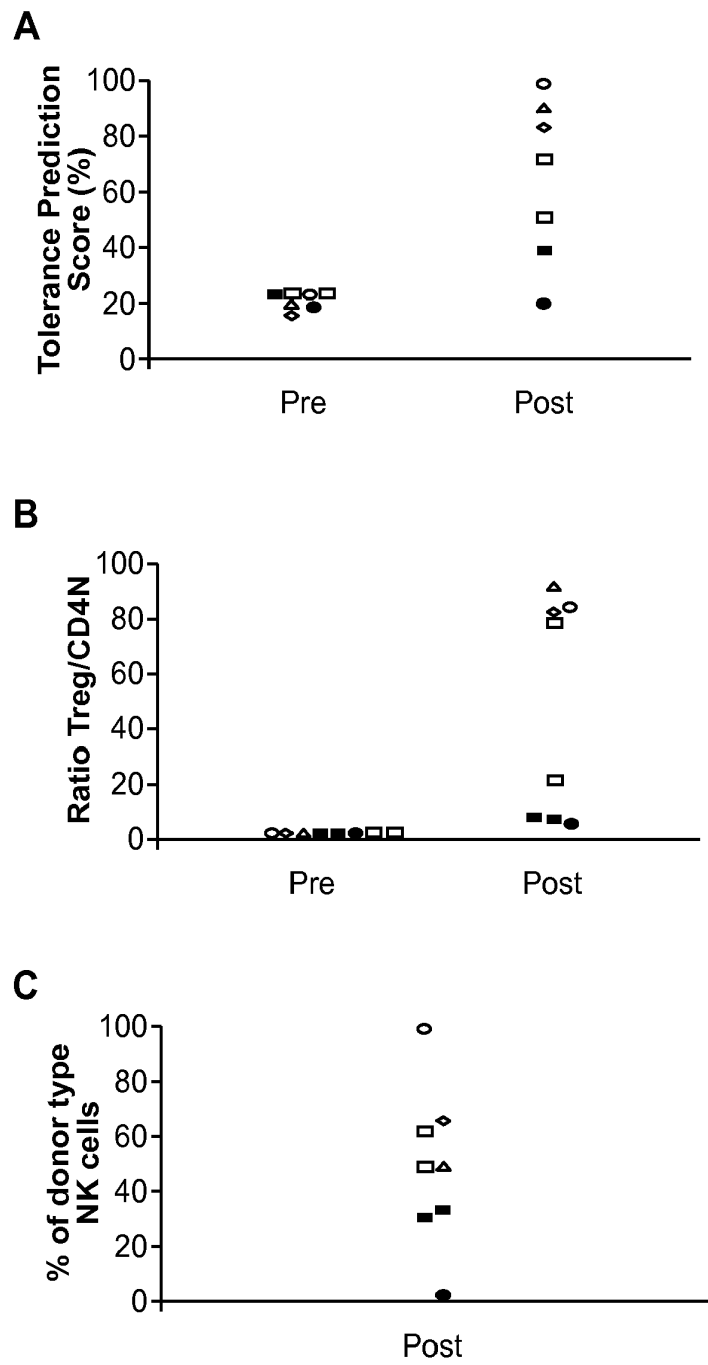 A
Tolerance Prediction
Score (%)
100
80
60
40
20
0
Pre
Post
B
Ratio Treg/CD4N
100
80
60
40
20
0
Pre
Post
C
% of donor type
NK cells
100
80
60
40
20
0
Post